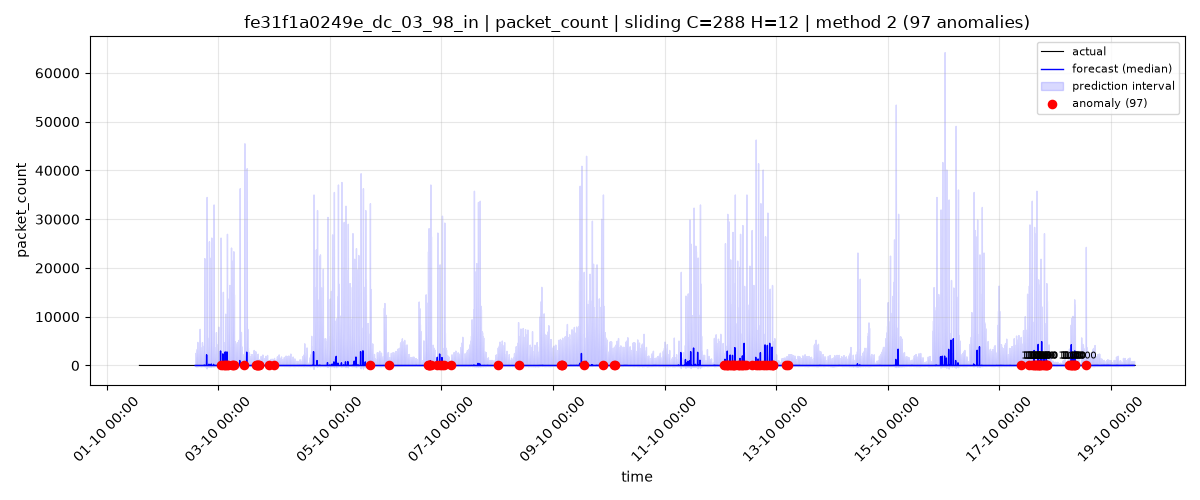 fe31f1a0249e_dc_03_98_in | packet_count | sliding C=288 H=12 | method 2 (97 anomalies)
actual
forecast (median)
prediction interval
anomaly (97)
packet_count
60000
50000
40000
30000
20000
10000
0
01-10 00:00
03-10 00:00
05-10 00:00
07-10 00:00
09-10 00:00
11-10 00:00
13-10 00:00
15-10 00:00
17-10 00:00
19-10 00:00
time